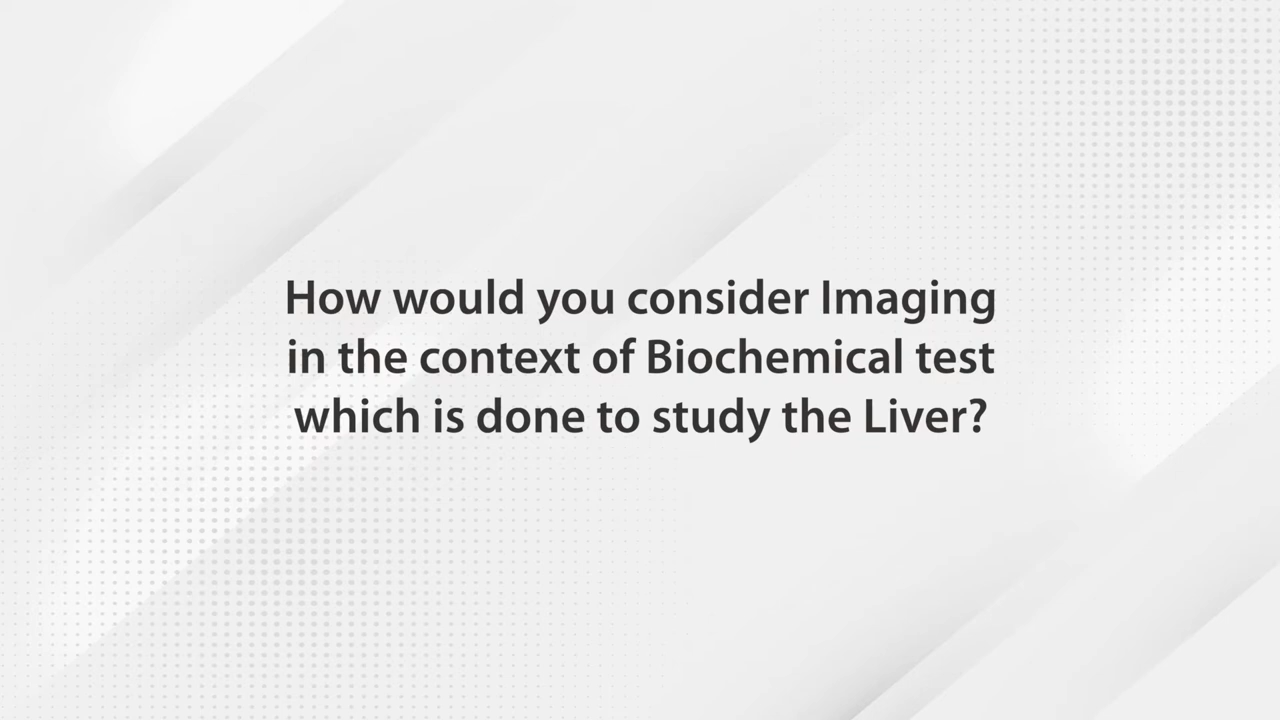 How would you consider Imaging
in the context of Biochemical test
which is done to study the Liver?